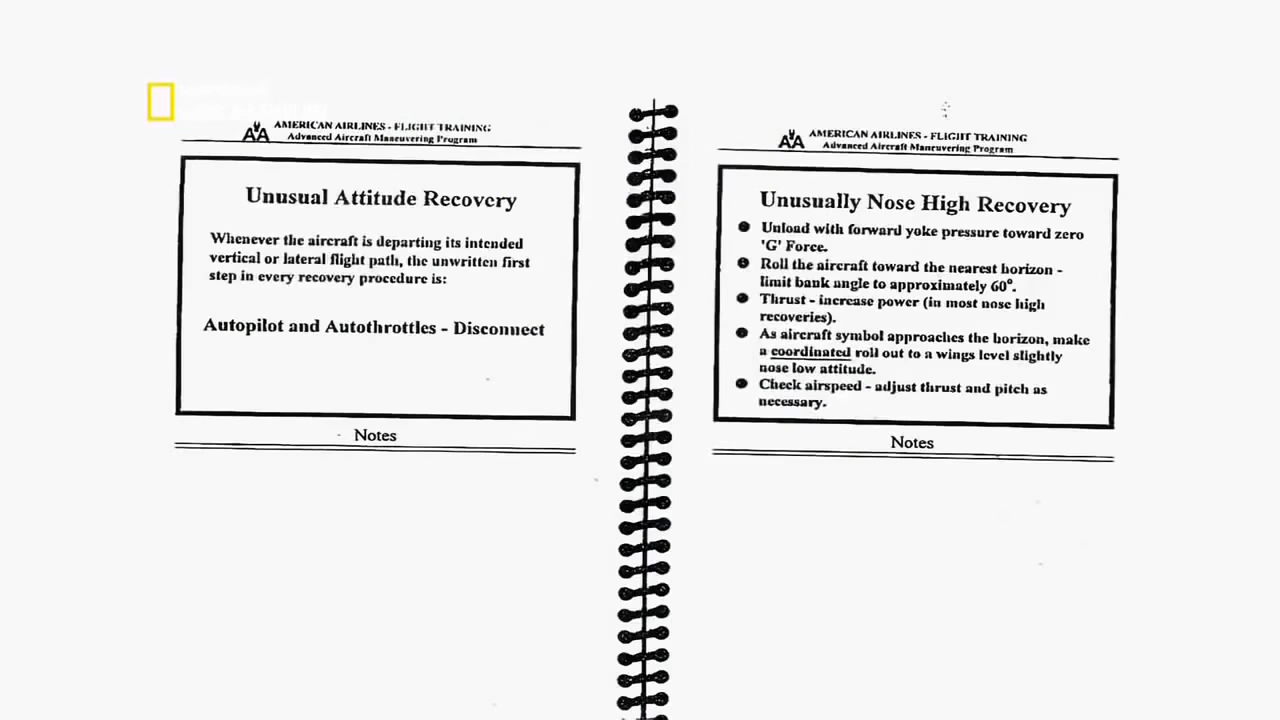 AMERICAN AIRLINES - FLIGHT TRAINING
Advanced Aircraft Maneuvering Program
Unusual Attitude Recovery
Whenever the aircraft is departing its intended
vertical or lateral flight path, the unwritten first
step in every recovery procedure is:
Autopilot and Autothrottles - Disconnect
Notes
AMERICAN AIRLINES - FLIGHT TRAINING
Advanced Aircraft Maneuvering Program
Unusually Nose High Recovery
Unload with forward yoke pressure toward zero
'G' Force.
Roll the aircraft toward the nearest horizon -
limit bank angle to approximately 60°.
Thrust - increase power (in most nose high
recoveries).
As aircraft symbol approaches the horizon, make
a coordinated roll out to a wings level slightly
nose low attitude.
Check airspeed - adjust thrust and pitch as
necessary.
Notes